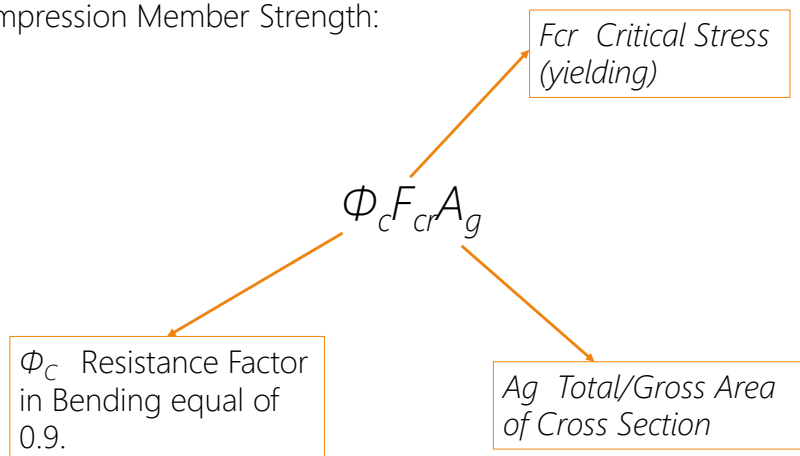 mpression Member Strength:
Fcr Critical Stress
(yielding)
ΦcFcrAg
ΦC Resistance Factor
in Bending equal of
0.9.
Ag Total/Gross Area
of Cross Section